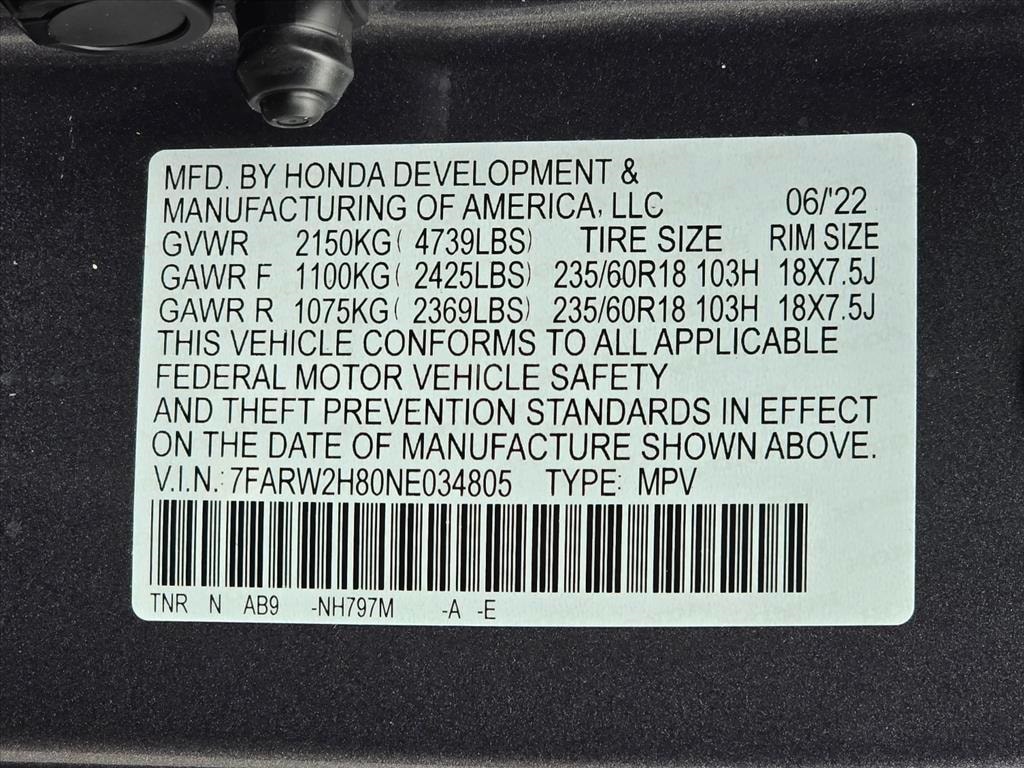 MFD. BY HONDA DEVELOPMENT &
MANUFACTURING OF AMERICA, LLC 06/'22
GVWR 2150KG( 4739LBS) TIRE SIZE RIM SIZE
GAWR F 1100KG( 2425LBS) 235/60R18 103H 18X7.5J
GAWR R 1075KG( 2369LBS) 235/60R18 103H 18X7.5J
THIS VEHICLE CONFORMS TO ALL APPLICABLE
FEDERAL MOTOR VEHICLE SAFETY
AND THEFT PREVENTION STANDARDS IN EFFECT
ON THE DATE OF MANUFACTURE SHOWN ABOVE.
V.I.N.: 7FARW2H80NE034805 TYPE: MPV
TNR N AB9 -NH797M -A -E